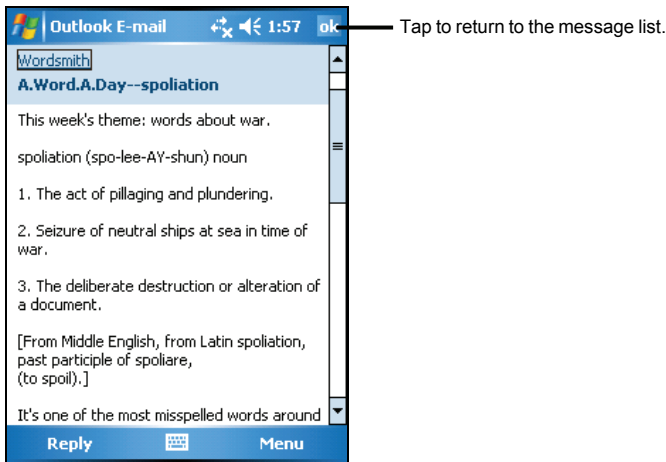 Outlook E-mail 1:57 ok
Tap to return to the message list.
Wordsmith
A.Word.A.Day--spoliation
This week's theme: words about war.
spoliation (spo-lee-AY-shun) noun
1. The act of pillaging and plundering.
2. Seizure of neutral ships at sea in time of
war.
3. The deliberate destruction or alteration of
a document.
[From Middle English, from Latin spoliation,
past participle of spoliare,
(to spoil).]
It's one of the most misspelled words around
Reply Menu